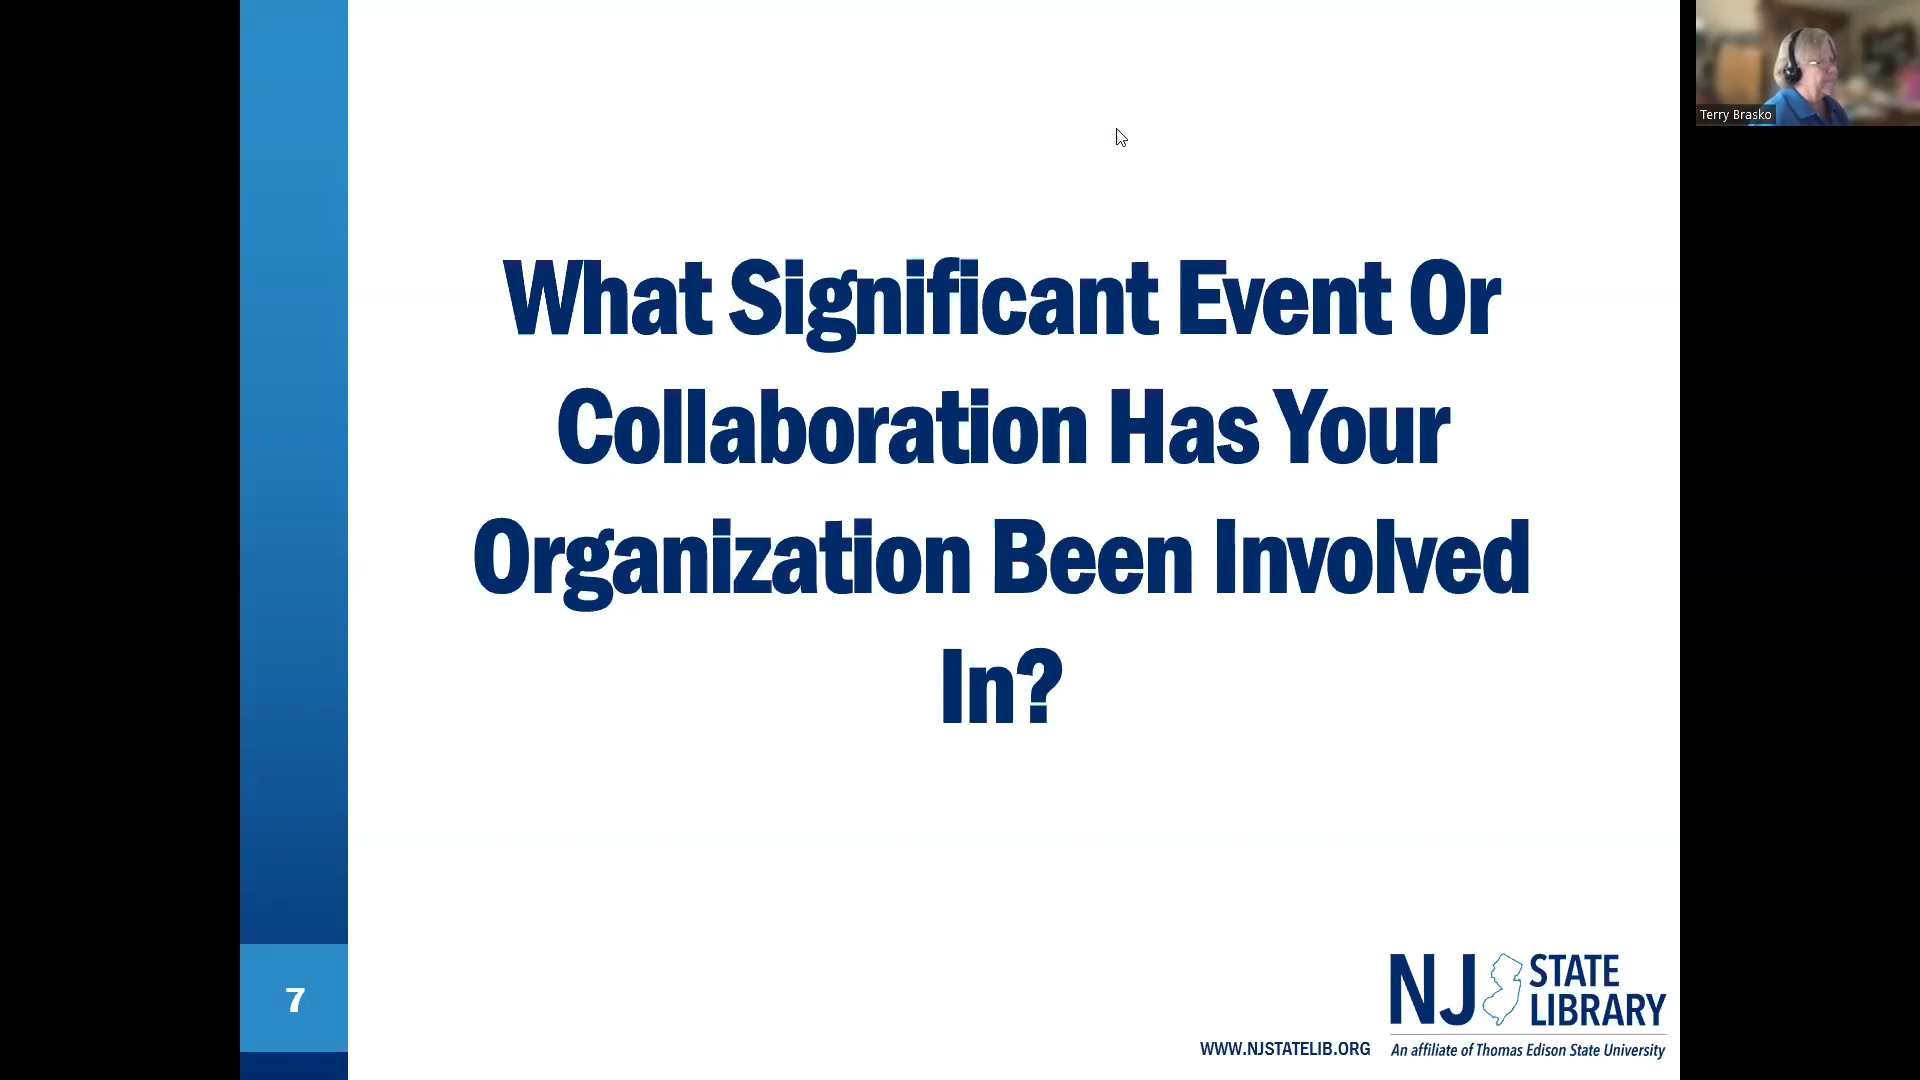 Terry Brasko
What Significant Event Or
Collaboration Has Your
Organization Been Involved
In?
7
WWW.NJSTATELIB.ORG
NJ STATE
LIBRARY
An affiliate of Thomas Edison State University